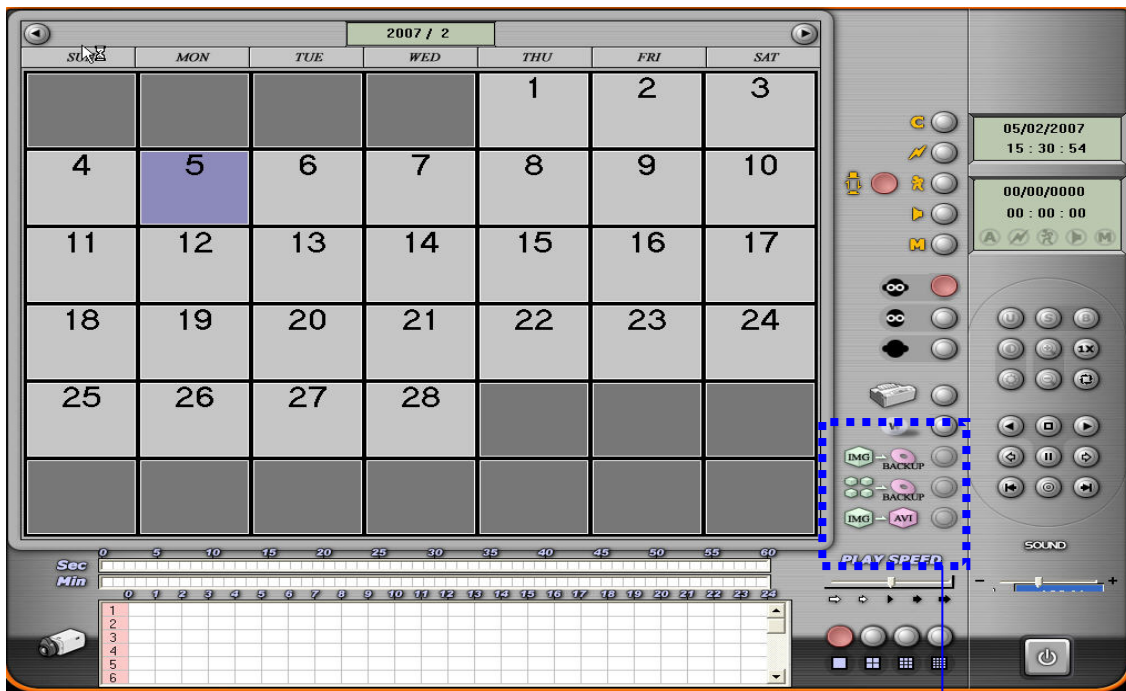 2007 / 2
SUN MON TUE WED THU FRI SAT
1 2 3
4 5 6 7 8 9 10
11 12 13 14 15 16 17
18 19 20 21 22 23 24
25 26 27 28
C
M
05/02/2007
15 : 30 : 54
00/00/0000
00 : 00 : 00
A M
U S B
1X
IMG BACKUP
BACKUP
IMG AVI
PLAY SPEED
SOUND
- +
Sec 0 5 10 15 20 25 30 35 40 45 50 55 60
Min
0 1 2 3 4 5 6 7 8 9 10 11 12 13 14 15 16 17 18 19 20 21 22 23 24
1
2
3
4
5
6